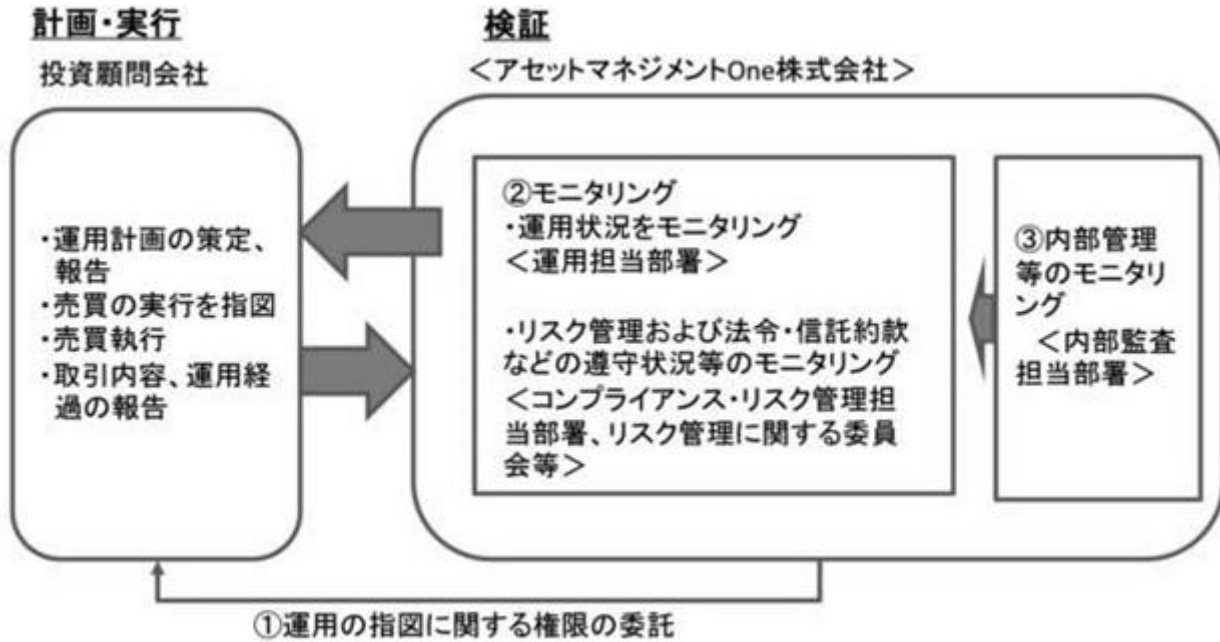 計画・実行
投資顧問会社
・運用計画の策定、
報告
・売買の実行を指図
・売買執行
・取引内容、運用経
過の報告
検証
＜アセットマネジメントOne株式会社＞
②モニタリング
・運用状況をモニタリング
＜運用担当部署＞
・リスク管理および法令・信託約款
などの遵守状況等のモニタリング
＜コンプライアンス・リスク管理担
当部署、リスク管理に関する委員
会等＞
③内部管理
等のモニタリ
ング
＜内部監査
担当部署＞
①運用の指図に関する権限の委託